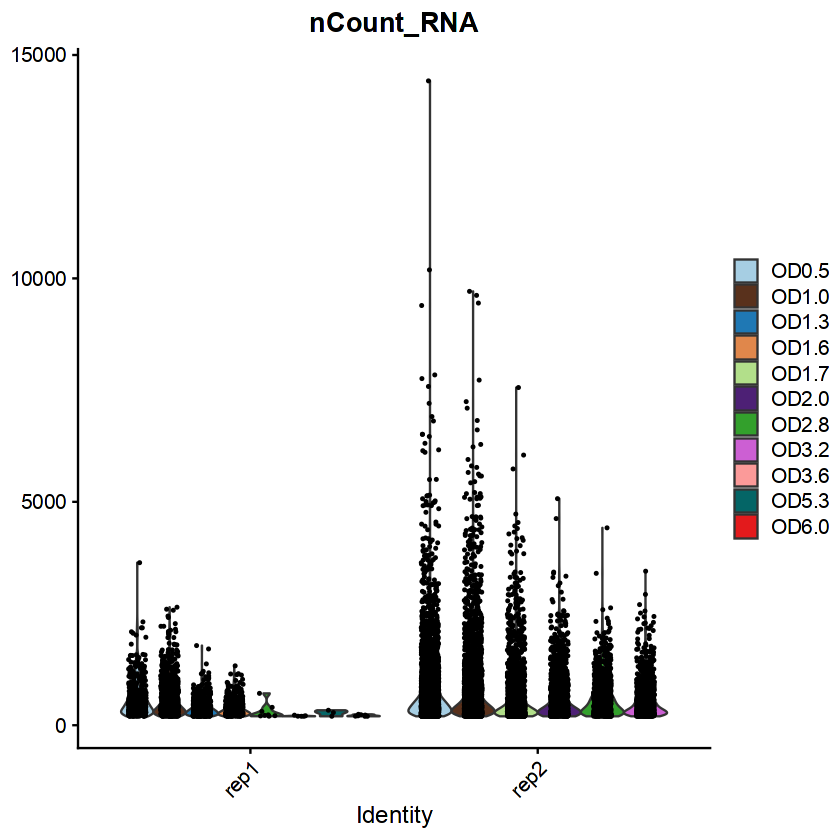 nCount_RNA
15000
10000
5000
0
rep1
rep2
Identity
OD0.5
OD1.0
OD1.3
OD1.6
OD1.7
OD2.0
OD2.8
OD3.2
OD3.6
OD5.3
OD6.0